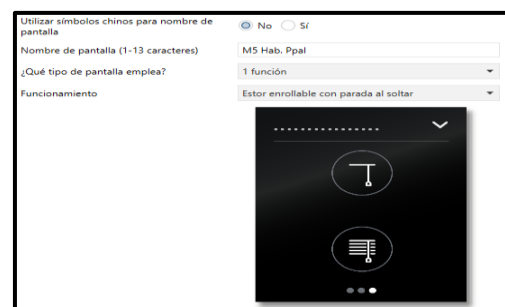 Utilizar símbolos chinos para nombre de
pantalla
No Sí
Nombre de pantalla (1-13 caracteres) M5 Hab. Ppal
¿Qué tipo de pantalla emplea? 1 función
Funcionamiento Estor enrollable con parada al soltar